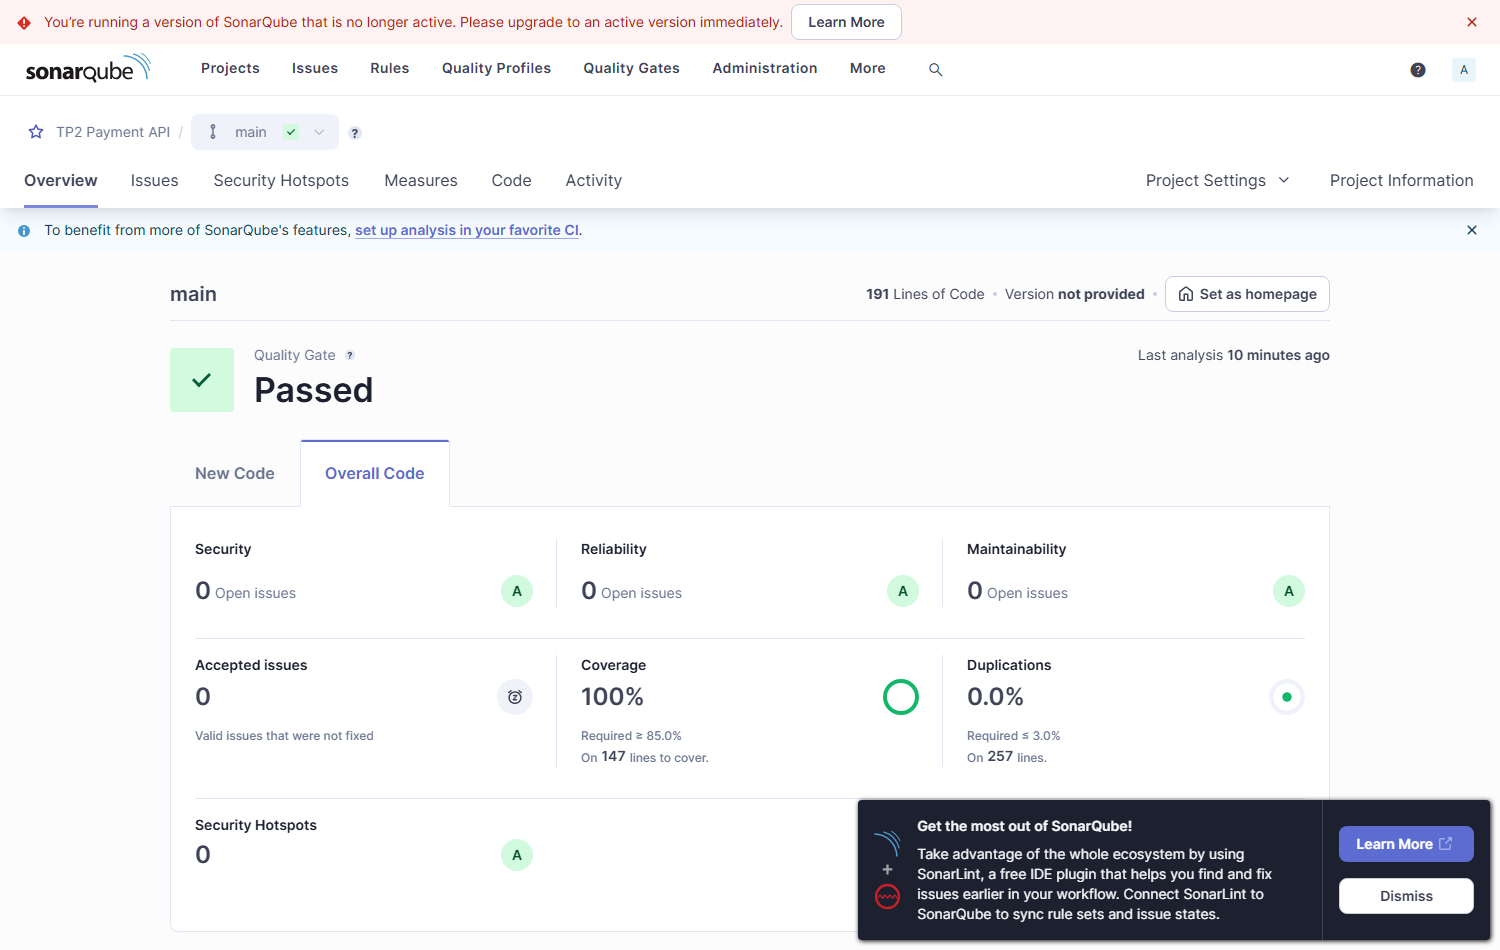 You're running a version of SonarQube that is no longer active. Please upgrade to an active version immediately. Learn More
sonarqube Projects Issues Rules Quality Profiles Quality Gates Administration More ? A
TP2 Payment API / main ?
Overview Issues Security Hotspots Measures Code Activity Project Settings Project Information
To benefit from more of SonarQube's features, set up analysis in your favorite CI.
main 191 Lines of Code • Version not provided • Set as homepage
Quality Gate ? Last analysis 10 minutes ago
Passed
New Code Overall Code
Security Reliability Maintainability
0 Open issues A 0 Open issues A 0 Open issues A
Accepted issues Coverage Duplications
0 100% 0.0%
Valid issues that were not fixed Required ≥ 85.0% Required ≤ 3.0%
On 147 lines to cover. On 257 lines.
Security Hotspots
0 A
Get the most out of SonarQube!
Take advantage of the whole ecosystem by using
SonarLint, a free IDE plugin that helps you find and fix
issues earlier in your workflow. Connect SonarLint to
SonarQube to sync rule sets and issue states.
Learn More
Dismiss